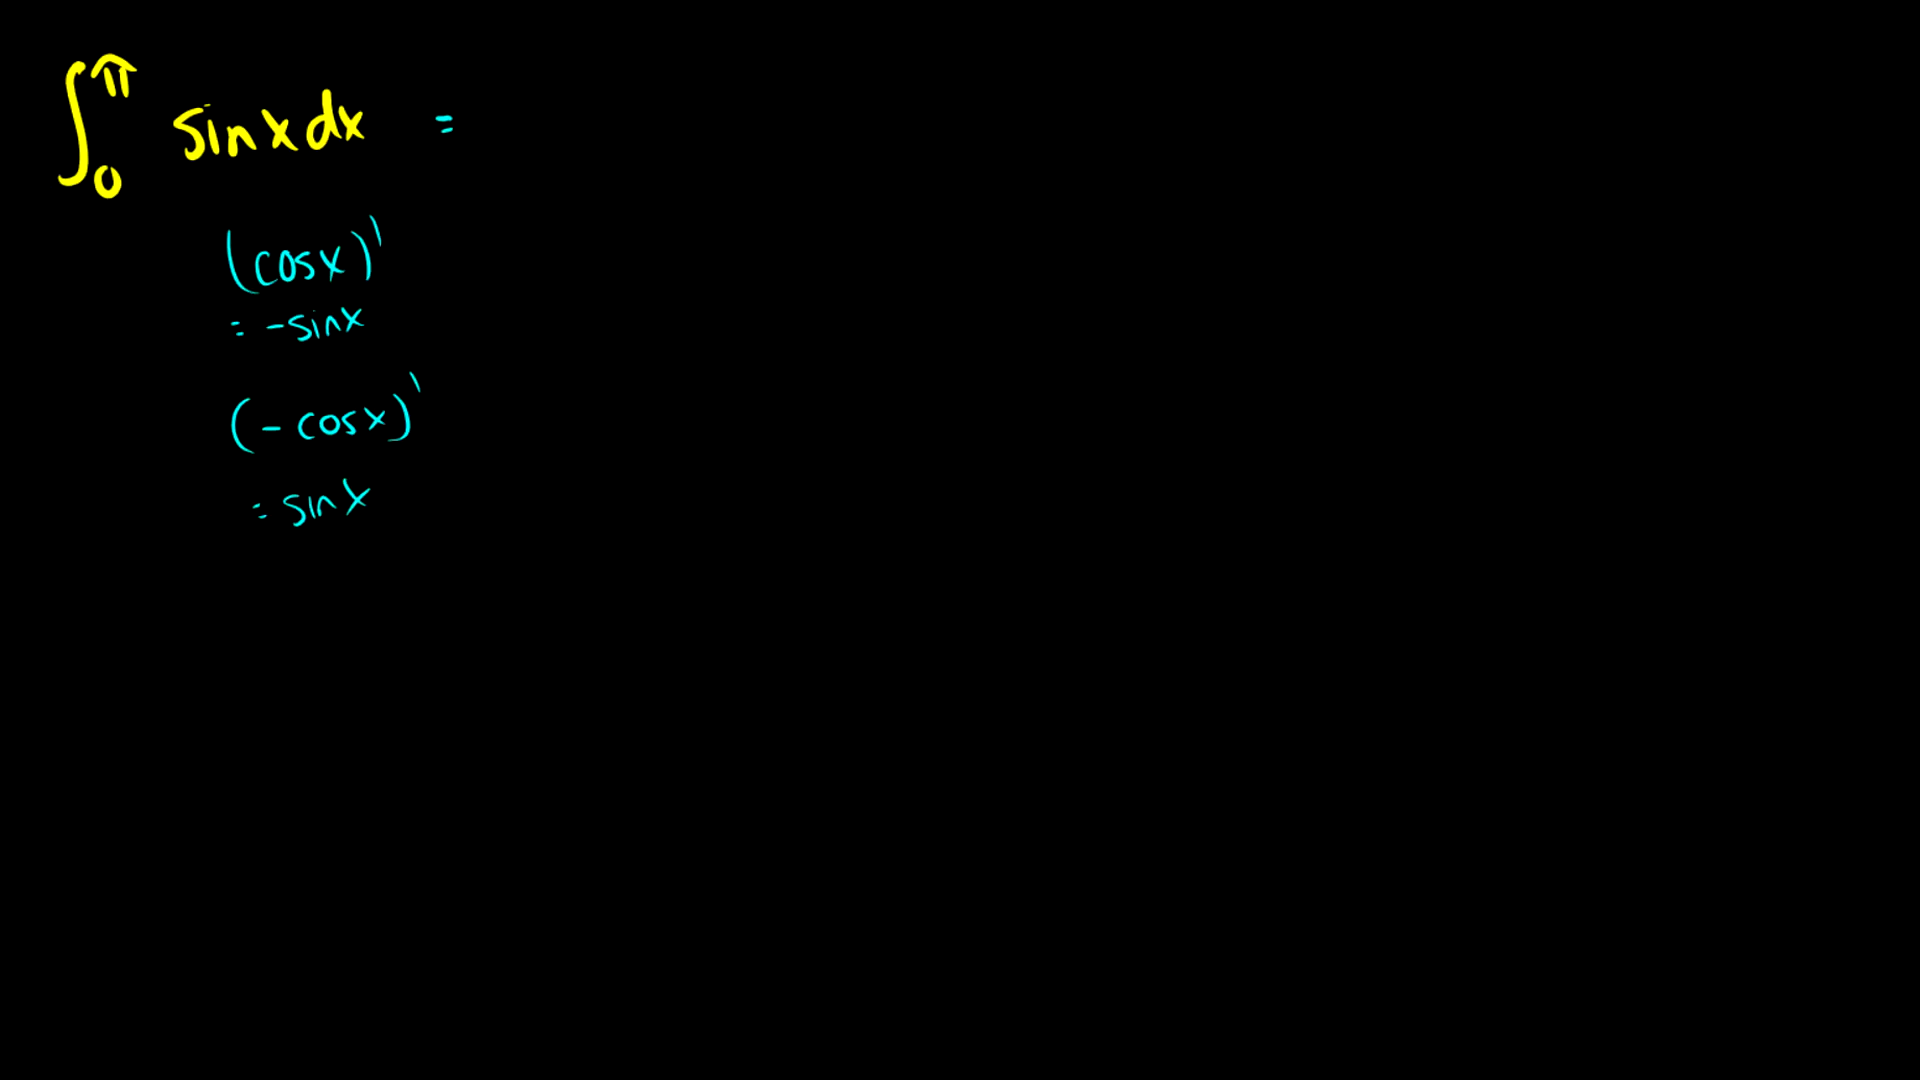 ∫₀^π sinx dx =
(cosx)'
= -sinx
(-cosx)'
= sinx